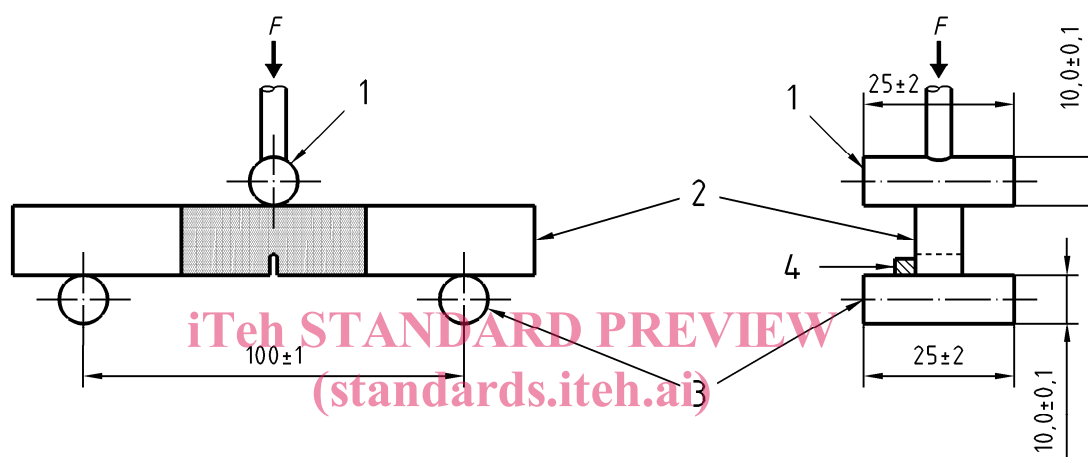 F
1
2
100±1
3
F
25±2
10,0±0,1
1
4
25±2
10,0±0,1
iTeh STANDARD PREVIEW
(standards.iteh.ai)